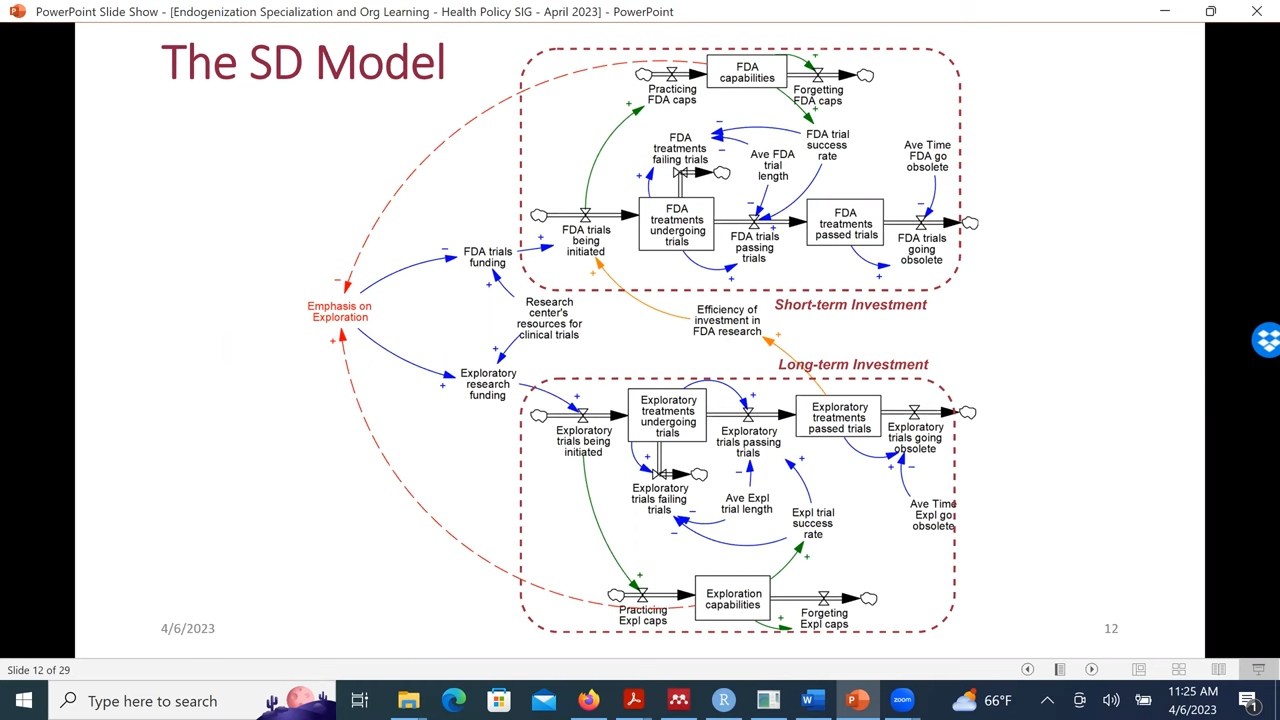 PowerPoint Slide Show - [Endogenization Specialization and Org Learning - Health Policy SIG - April 2023] - PowerPoint
The SD Model
FDA
capabilities
Practicing
FDA caps
Forgetting
FDA caps
FDA
treatments
failing trials
FDA trial
success
rate
Ave FDA
trial
length
Ave Time
FDA go
obsolete
FDA trials
being
initiated
FDA
treatments
undergoing
trials
FDA trials
passing
trials
FDA
treatments
passed trials
FDA trials
going
obsolete
FDA trials
funding
Emphasis on
Exploration
Research
center's
resources for
clinical trials
Efficiency of
investment in
FDA research
Short-term Investment
Long-term Investment
Exploratory
research
funding
Exploratory
trials being
initiated
Exploratory
treatments
undergoing
trials
Exploratory
trials passing
trials
Exploratory
treatments
passed trials
Exploratory
trials going
obsolete
Exploratory
trials failing
trials
Ave Expl
trial length
Expl trial
success
rate
Ave Time
Expl go
obsolete
Practicing
Expl caps
Exploration
capabilities
Forgeting
Expl caps
4/6/2023
12
Slide 12 of 29
Type here to search
66°F
11:25 AM
4/6/2023